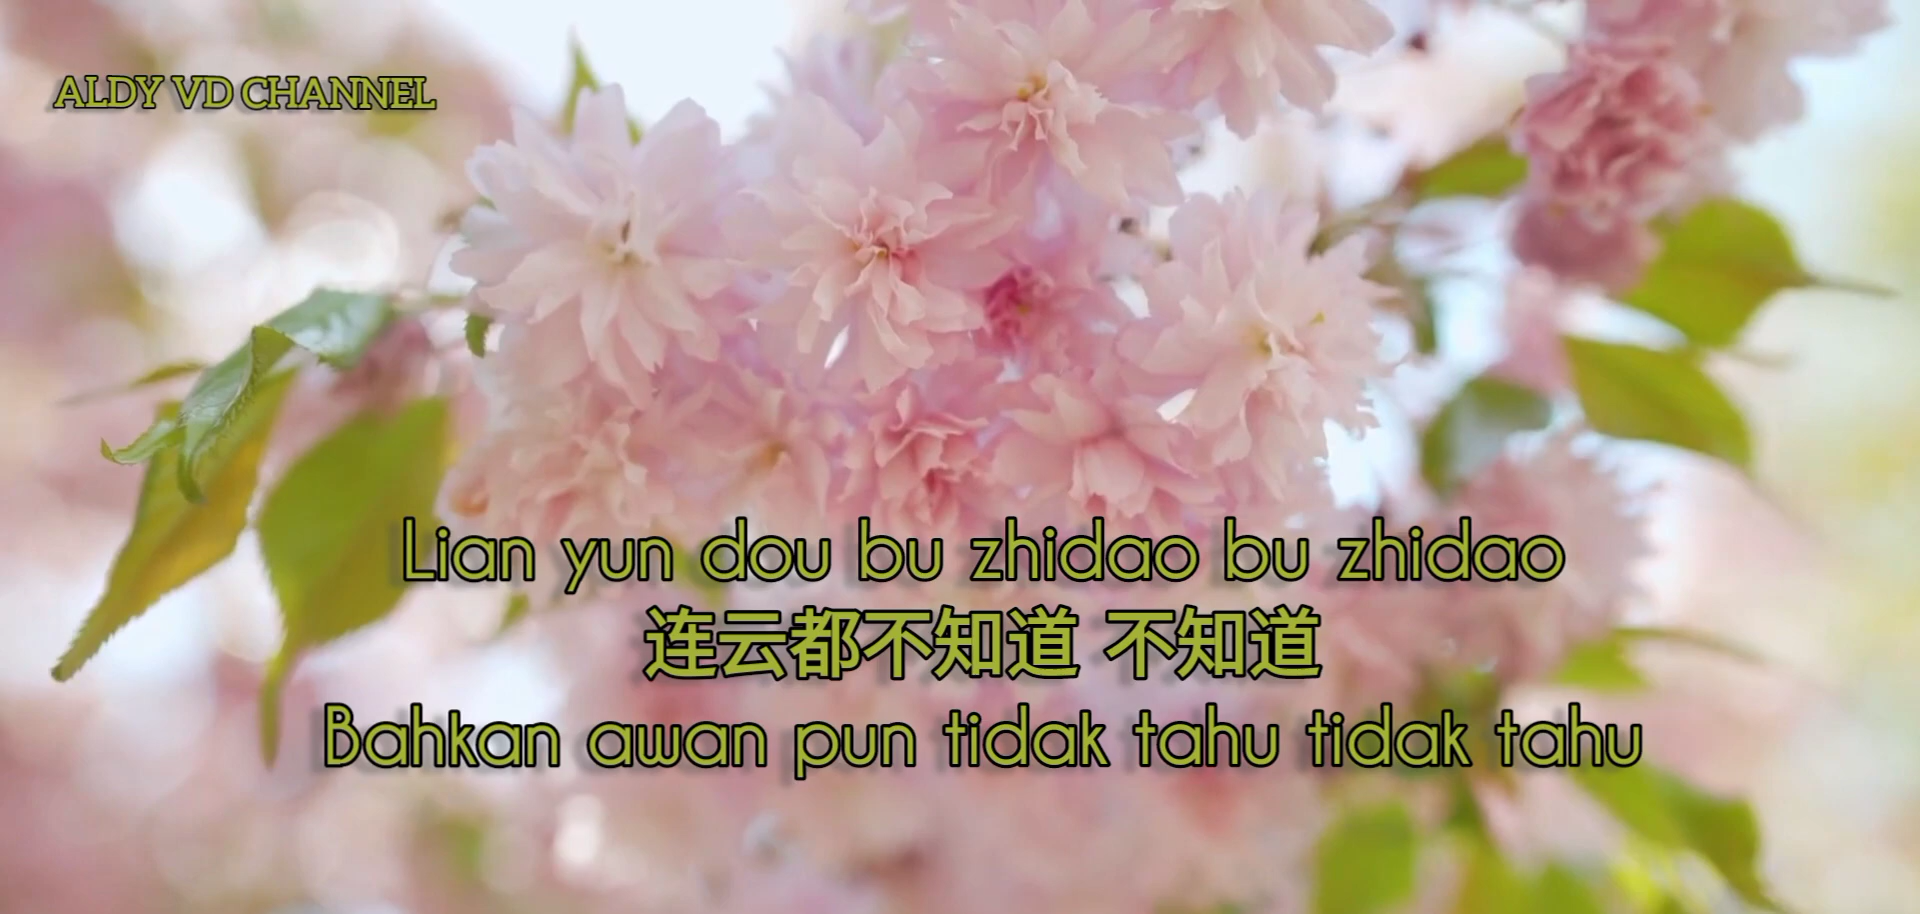 ALDY VD CHANNEL
Lian yun dou bu zhidao bu zhidao
连云都不知道 不知道
Bahkan awan pun tidak tahu tidak tahu